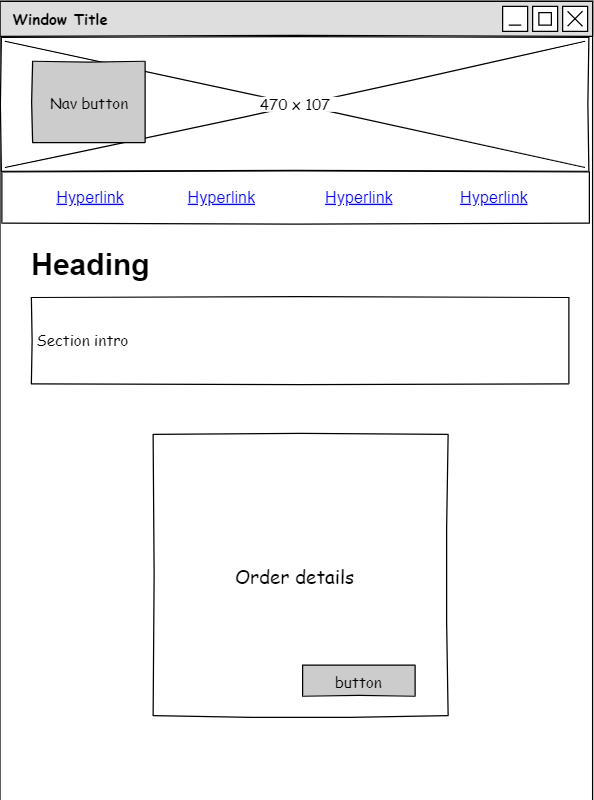 Window Title
Nav button
470 x 107
Hyperlink Hyperlink Hyperlink Hyperlink
Heading
Section intro
Order details
button